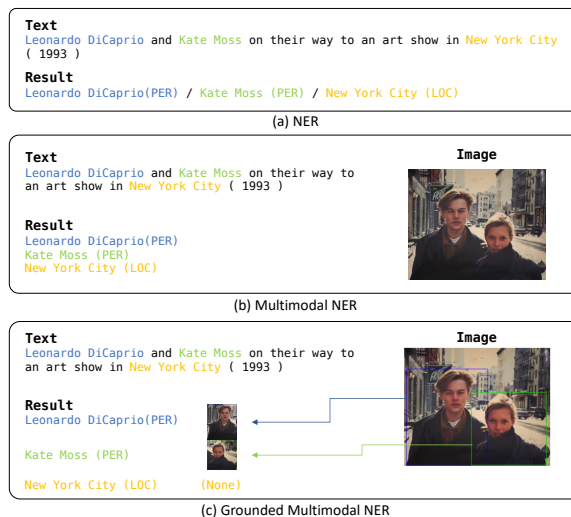 Text
Leonardo DiCaprio and Kate Moss on their way to an art show in New York City
( 1993 )
Result
Leonardo DiCaprio(PER) / Kate Moss (PER) / New York City (LOC)
(a) NER
Text
Leonardo DiCaprio and Kate Moss on their way to
an art show in New York City ( 1993 )
Image
Result
Leonardo DiCaprio(PER)
Kate Moss (PER)
New York City (LOC)
(b) Multimodal NER
Text
Leonardo DiCaprio and Kate Moss on their way to
an art show in New York City ( 1993 )
Image
Result
Leonardo DiCaprio(PER)
Kate Moss (PER)
New York City (LOC) (None)
(c) Grounded Multimodal NER